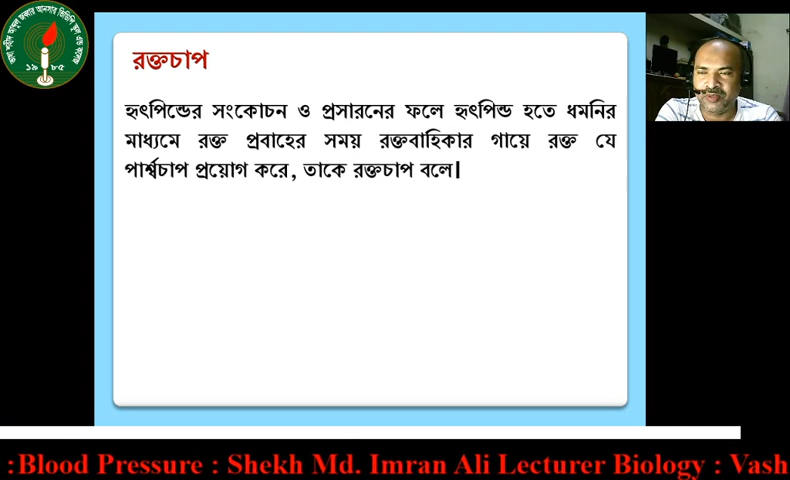 রক্তচাপ
হৃৎপিন্ডের সংকোচন ও প্রসারনের ফলে হৃৎপিন্ড হতে ধমনির
মাধ্যমে রক্ত প্রবাহের সময় রক্তবাহিকার গায়ে রক্ত যে
পার্শ্বচাপ প্রয়োগ করে, তাকে রক্তচাপ বলে।
১৯৮৫
:Blood Pressure : Shekh Md. Imran Ali Lecturer Biology : Vash